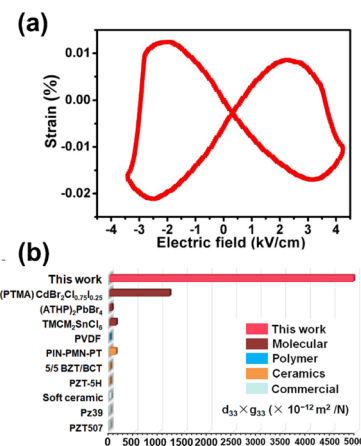 (a)
0.01
0.00
-0.01
-0.02
Strain (%)
-4 -3 -2 -1 0 1 2 3 4 5
Electric field (kV/cm)
(b)
This work
(PTMA)CdBr₂Cl₀.₇₅I₀.₂₅
(ATHP)₂PbBr₄
TMCM₂SnCl₆
PVDF
PIN-PMN-PT
5/5 BZT/BCT
PZT-5H
Soft ceramic
Pz39
PZT507
This work
Molecular
Polymer
Ceramics
Commercial
d₃₃×g₃₃ (× 10⁻¹² m² /N)
0 500 1000 1500 2000 2500 3000 3500 4000 4500 5000